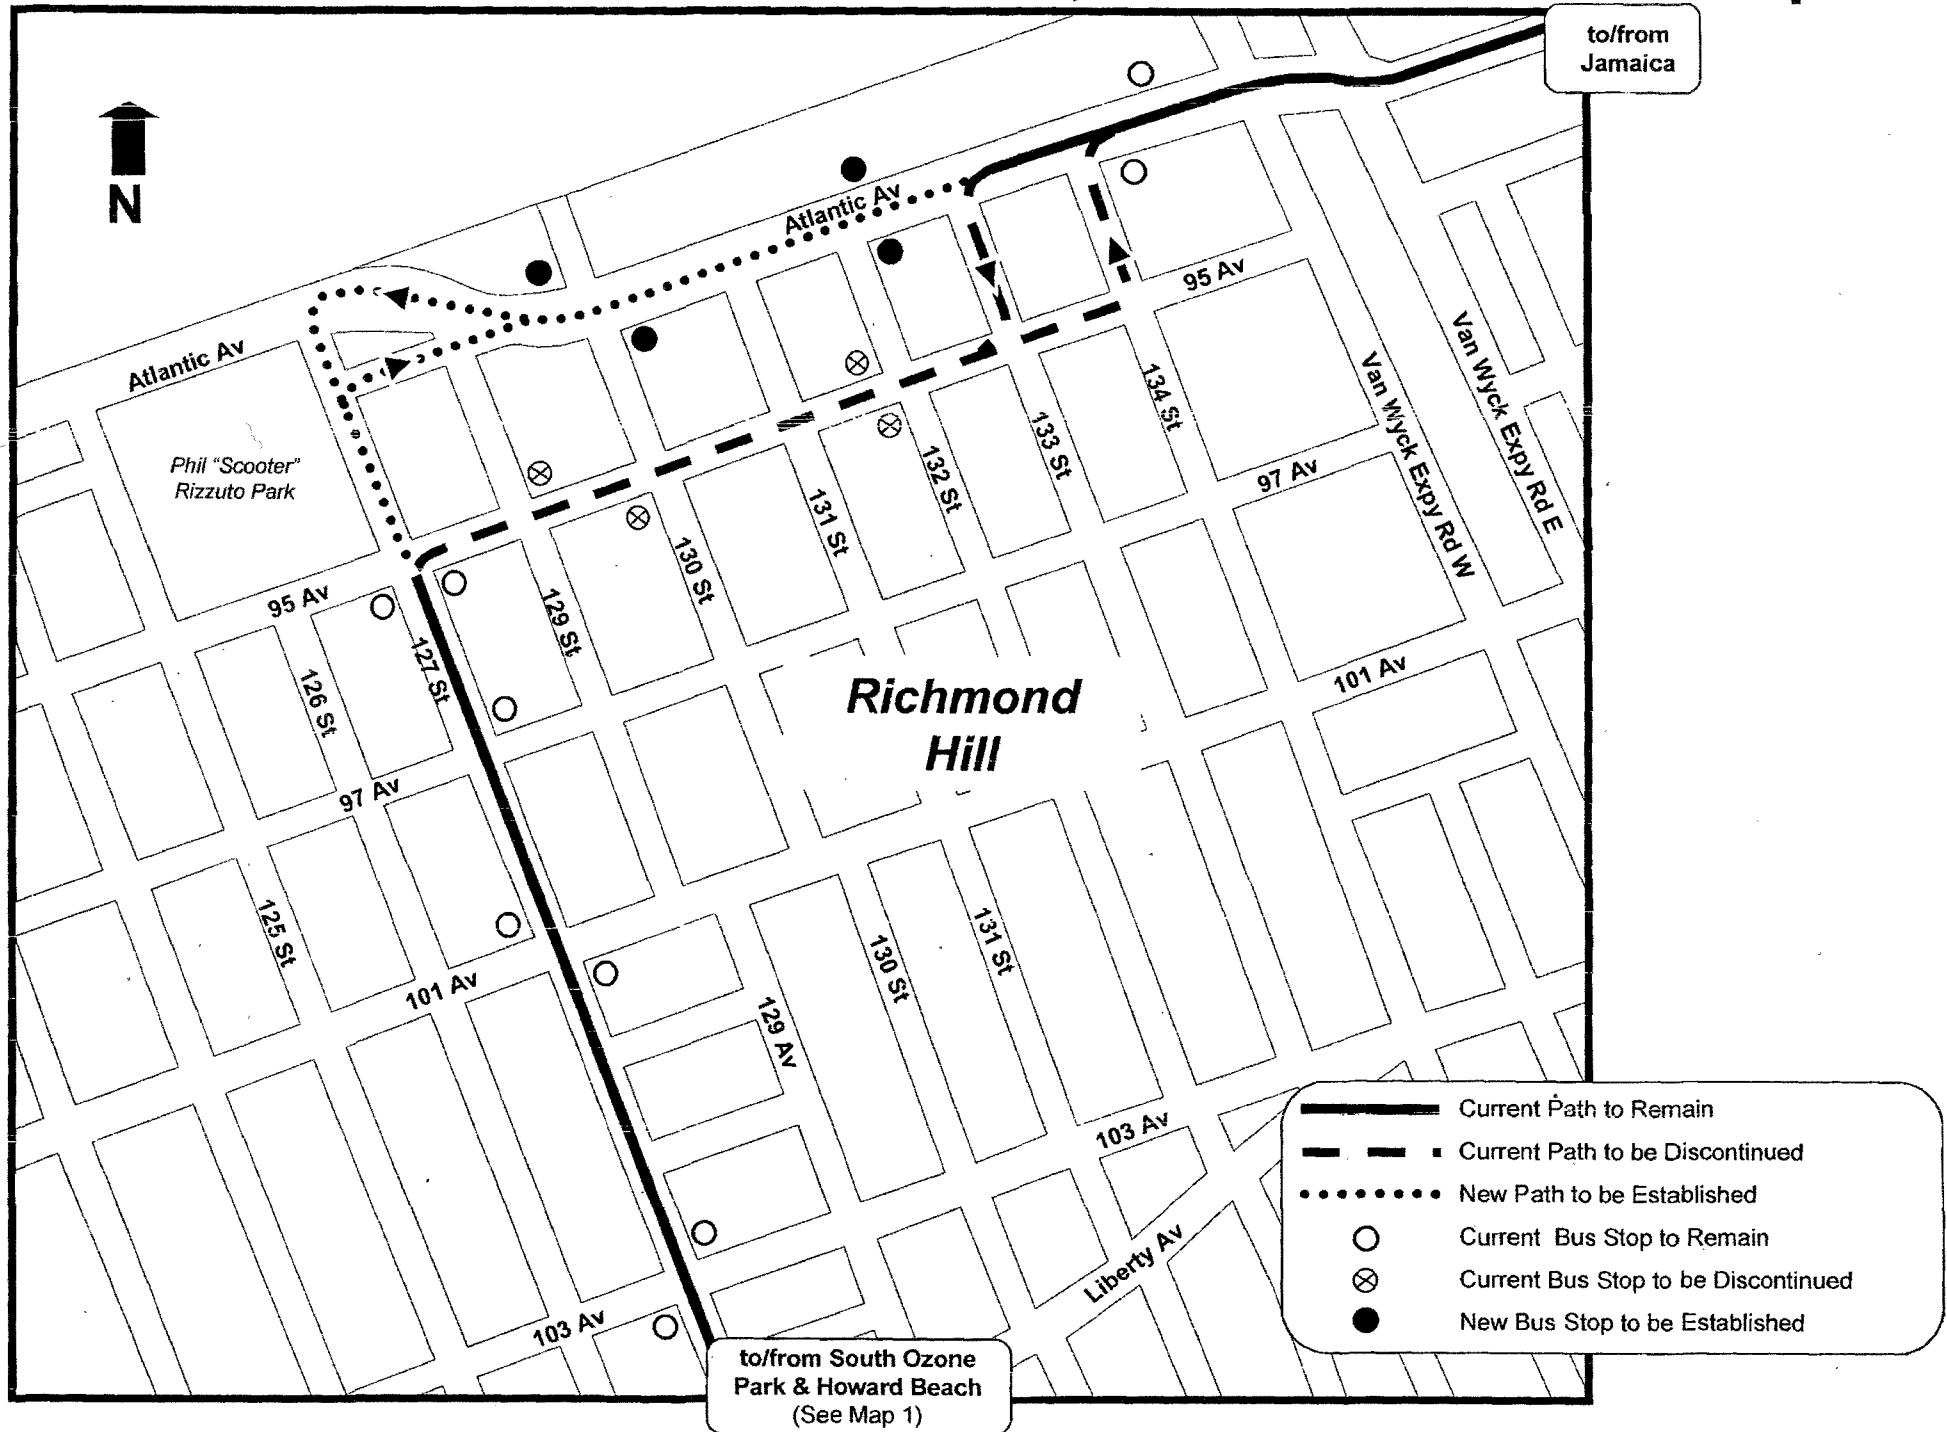 to/from
Jamaica
N
Atlantic Av
Atlantic Av
95 Av
Phil "Scooter"
Rizzuto Park
134 St
133 St
132 St
131 St
130 St
129 St
127 St
126 St
125 St
Van Wyck Expy Rd W
Van Wyck Expy Rd E
97 Av
95 Av
101 Av
Richmond
Hill
97 Av
101 Av
129 Av
130 St
131 St
103 Av
103 Av
Liberty Av
Current Path to Remain
Current Path to be Discontinued
New Path to be Established
Current Bus Stop to Remain
Current Bus Stop to be Discontinued
New Bus Stop to be Established
to/from South Ozone
Park & Howard Beach
(See Map 1)